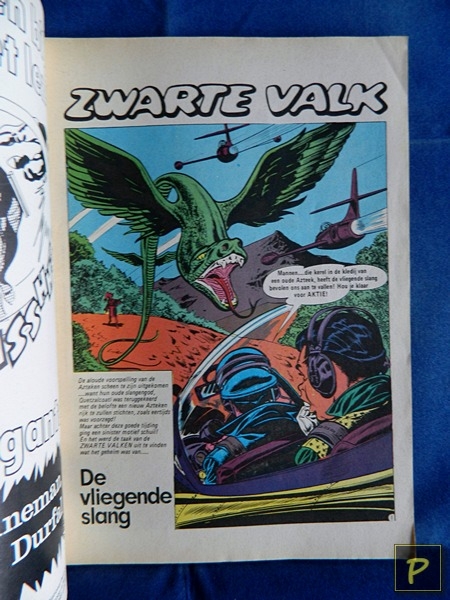 ZWARTE VALK
Mannen....die kerel in de kledij van
een oude Azteek, heeft de vliegende slang
bevolen ons aan te vallen! Hou je klaar
voor AKTIE!
De aloude voorspelling van de
Azteken scheen te zijn uitgekomen
...want hun oude slangengod,
Quetzalcoatl was teruggekeerd
met de belofte een nieuw Azteken
rijk te zullen stichten, zoals eertijds
was voorzegd!
Maar achter deze goede tijding
ging een sinister motief schuil!
En het werd de taak van de
ZWARTE VALKEN uit te vinden
wat het geheim was van.....
De
vliegende
slang
P